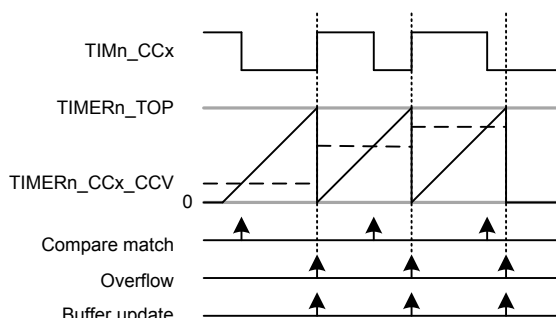 TIMn_CCx
TIMERn_TOP
TIMERn_CCx_CCV
0
Compare match
Overflow
Buffer update